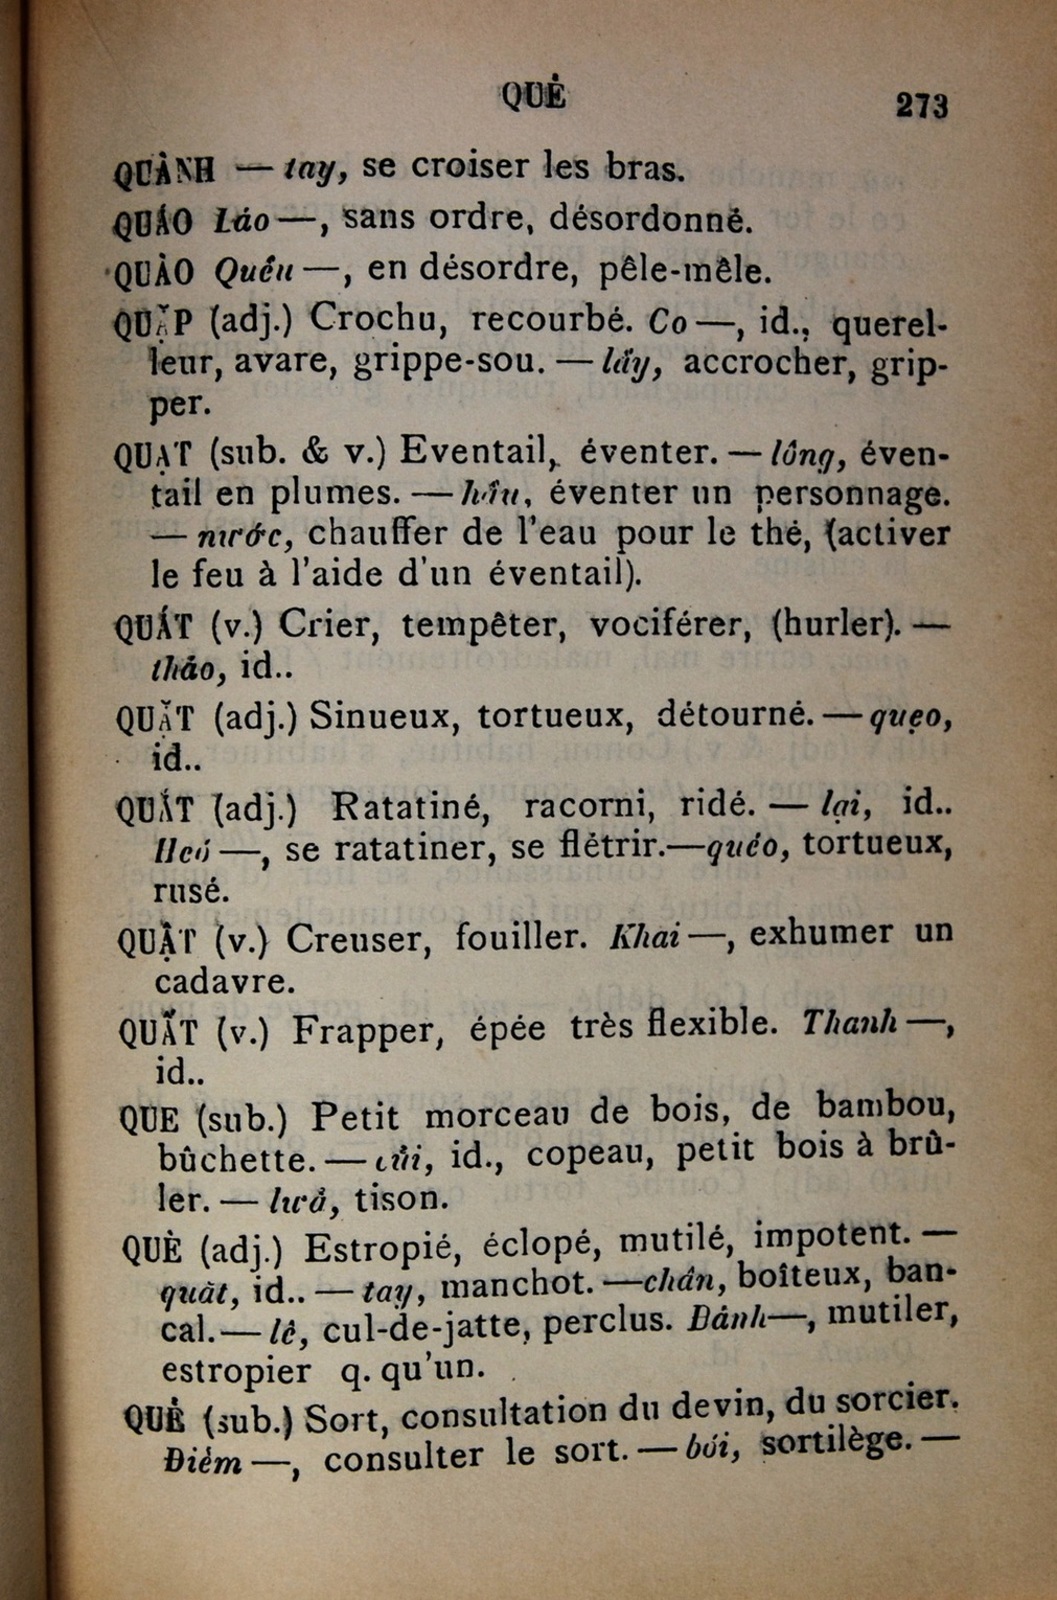 QUẺ
273
QUÀNH — tay, se croiser les bras.
QUÁO Láo —, sans ordre, désordonné.
QUÀO Quều —, en désordre, pêle-mêle.
QUẶP (adj.) Crochu, recourbé. Co —, id., querel-
leur, avare, grippe-sou. — lấy, accrocher, grip-
per.
QUẠT (sub. & v.) Eventail, éventer. — lông, éven-
tail en plumes. — hầu, éventer un personnage.
— nước, chauffer de l'eau pour le thé, (activer
le feu à l'aide d'un éventail).
QUÁT (v.) Crier, tempêter, vociférer, (hurler). —
tháo, id..
QUẶT (adj.) Sinueux, tortueux, détourné. — quẹo,
id..
QUẮT (adj.) Ratatiné, racorni, ridé. — lại, id..
Héo —, se ratatiner, se flétrir. — quéo, tortueux,
rusé.
QUẬT (v.) Creuser, fouiller. Khai —, exhumer un
cadavre.
QUẤT (v.) Frapper, épée très flexible. Thanh —,
id..
QUE (sub.) Petit morceau de bois, de bambou,
bûchette. — củi, id., copeau, petit bois à brû-
ler. — lưả, tison.
QUÈ (adj.) Estropié, éclopé, mutilé, impotent. —
quặt, id.. — tay, manchot. — chân, boiteux, ban-
cal. — lê, cul-de-jatte, perclus. Đánh —, mutiler,
estropier q. qu'un.
QUẺ (sub.) Sort, consultation du devin, du sorcier.
Điềm —, consulter le sort. — bói, sortilège. —